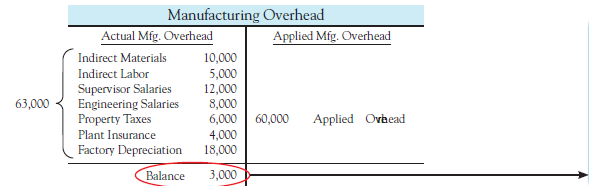 Manufacturing Overhead
Actual Mfg. Overhead Applied Mfg. Overhead
Indirect Materials 10,000
Indirect Labor 5,000
Supervisor Salaries 12,000
63,000 Engineering Salaries 8,000
Property Taxes 6,000 60,000 Applied
Plant Insurance 4,000
Factory Depreciation 18,000
Balance 3,000